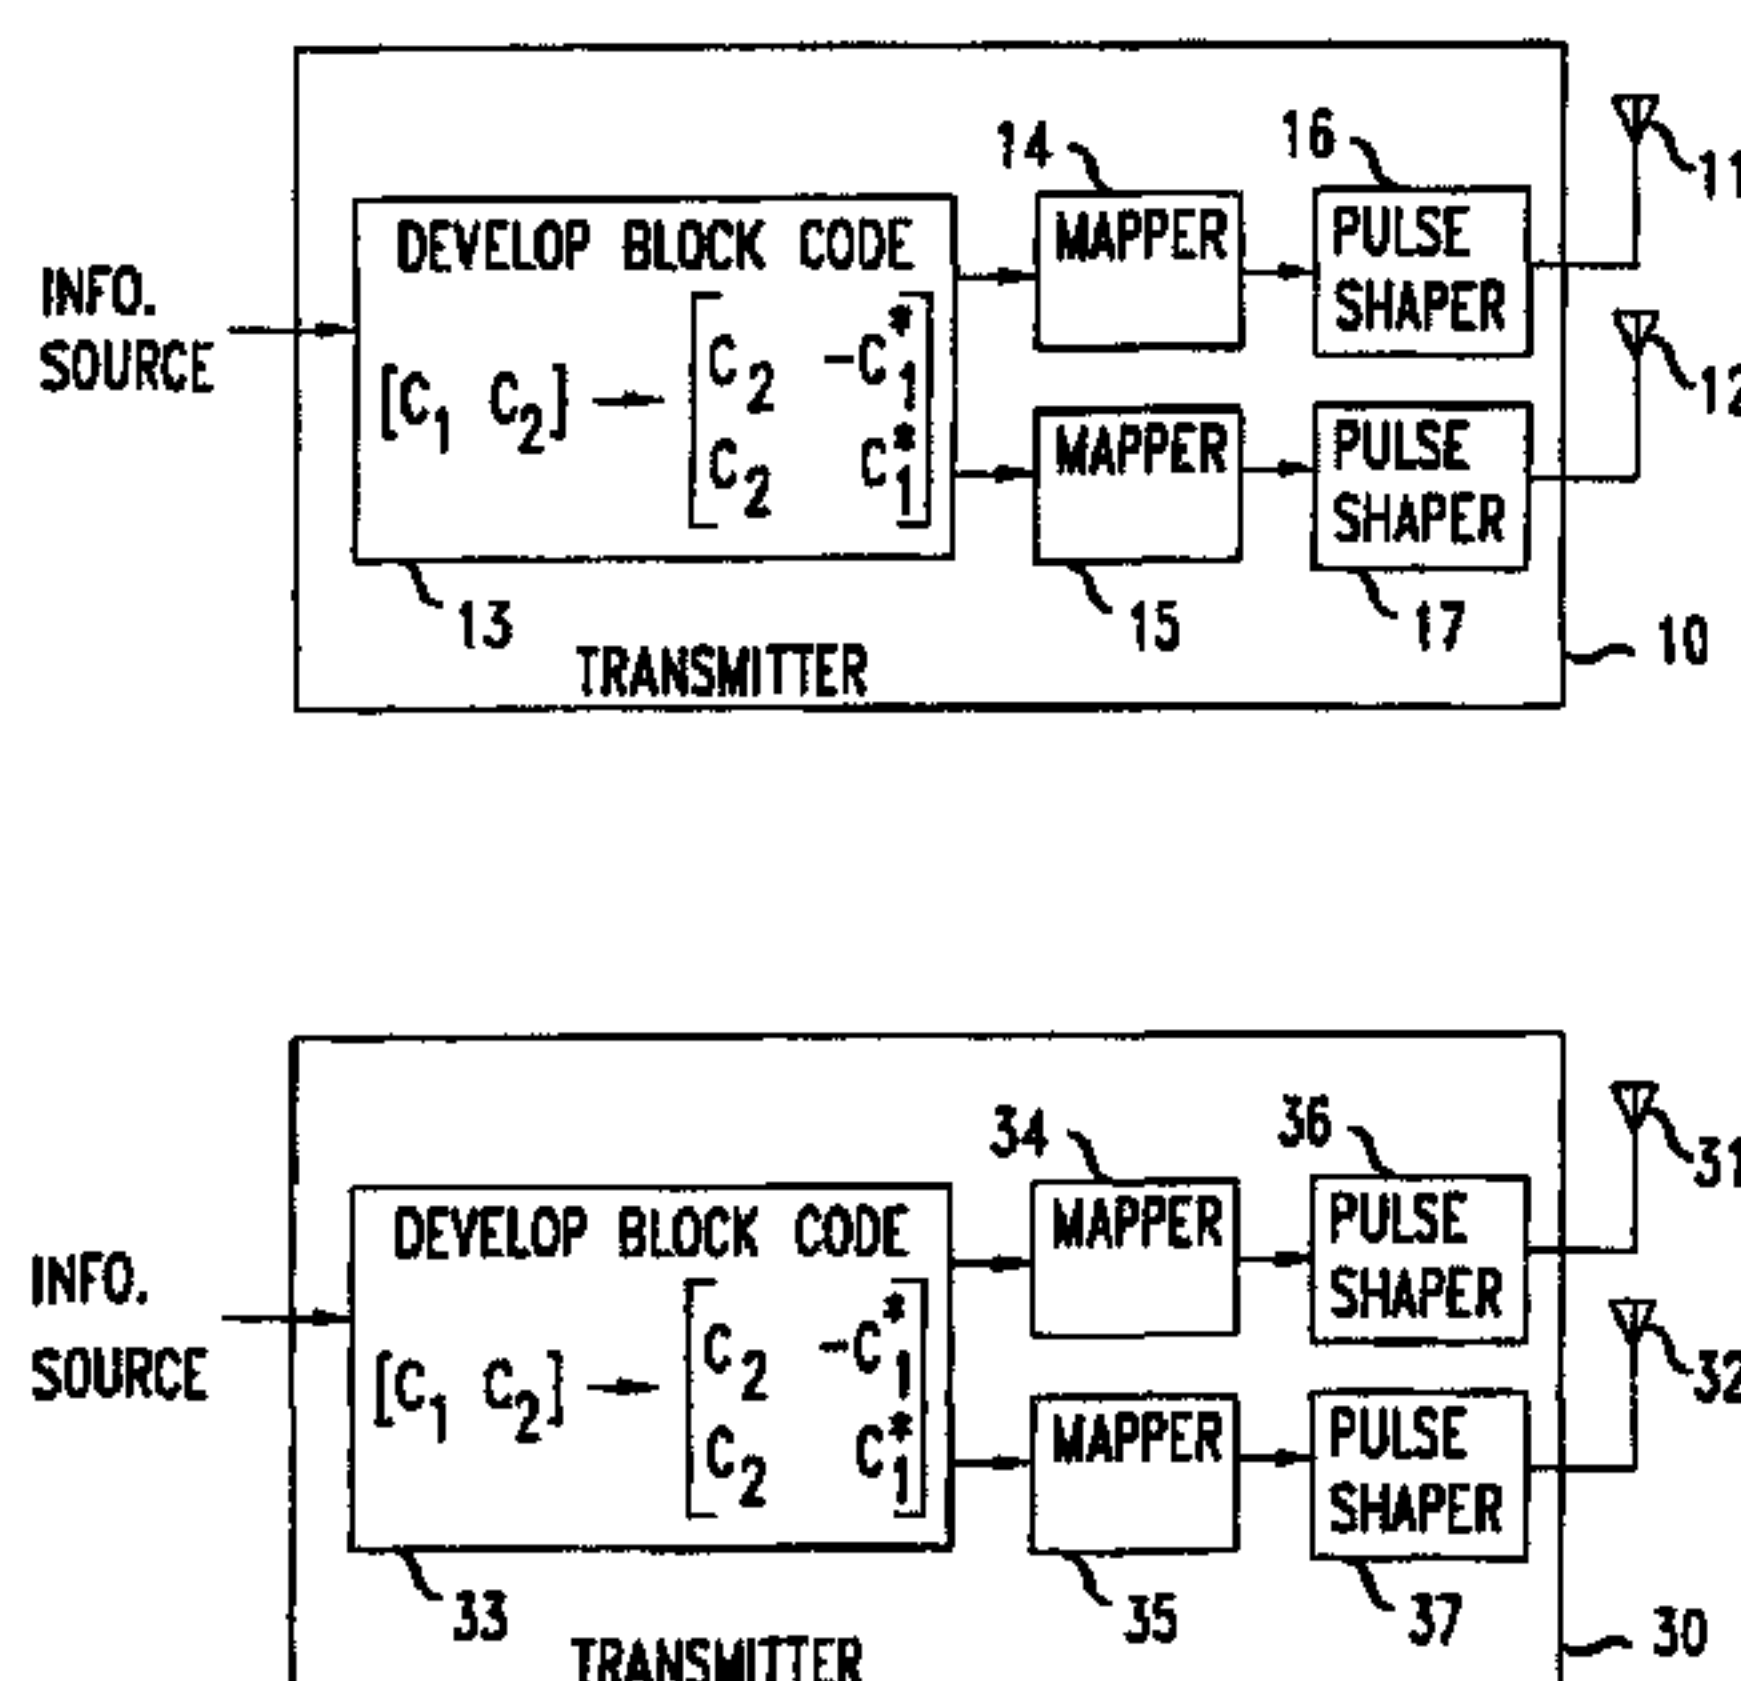 14
16
11
DEVELOP BLOCK CODE
MAPPER
PULSE
SHAPER
INFO.
SOURCE
[C1 C2] → [C2 -C1*
C2 C1*]
12
MAPPER
PULSE
SHAPER
13
15
17
10
TRANSMITTER
34
36
31
DEVELOP BLOCK CODE
MAPPER
PULSE
SHAPER
INFO.
SOURCE
[C1 C2] → [C2 -C1*
C2 C1*]
32
MAPPER
PULSE
SHAPER
33
35
37
30
TRANSMITTER